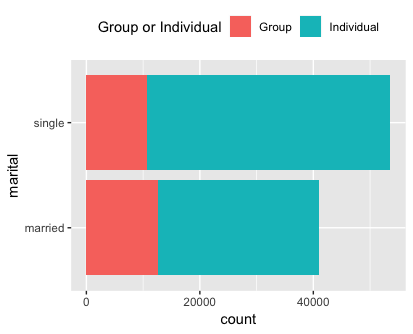 Group or Individual Group Individual
single
married
marital
0 20000 40000
count